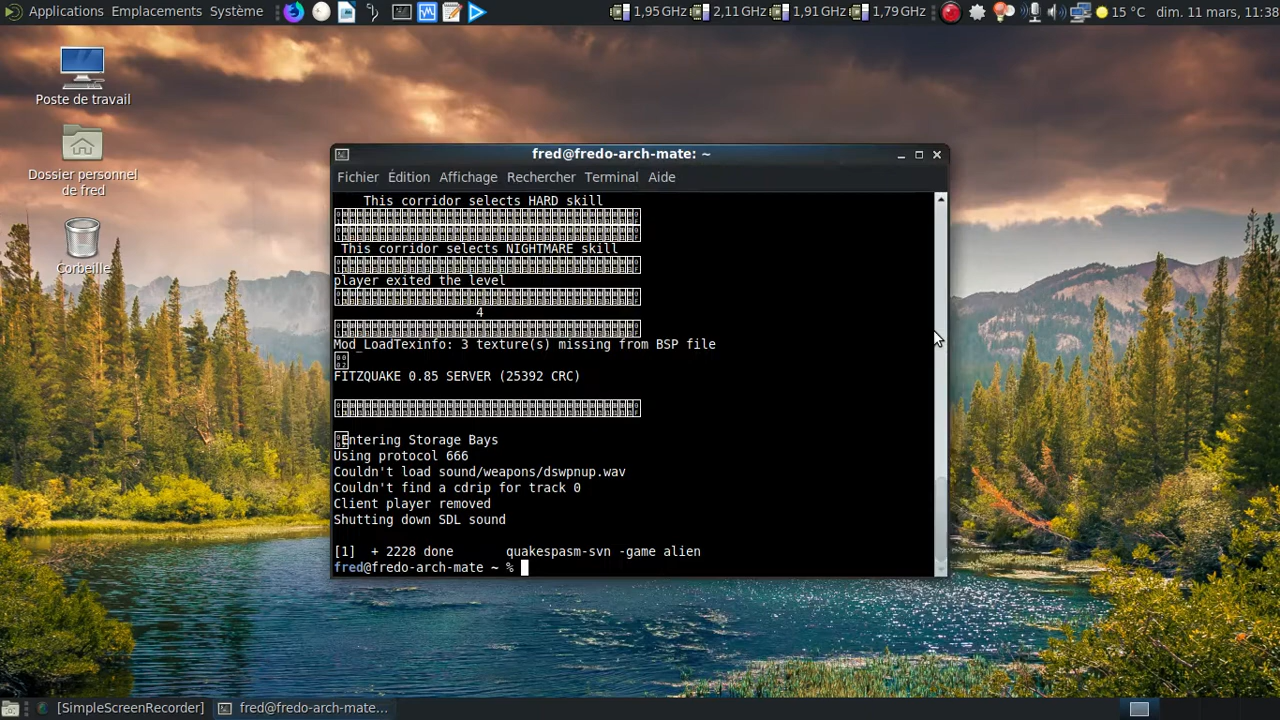 Applications Emplacements Système
1,95 GHz 2,11 GHz 1,91 GHz 1,79 GHz 15 °C dim. 11 mars, 11:38
Poste de travail
Dossier personnel
de fred
Corbeille
fred@fredo-arch-mate: ~
Fichier Édition Affichage Rechercher Terminal Aide
This corridor selects HARD skill
This corridor selects NIGHTMARE skill
player exited the level
4
Mod_LoadTexinfo: 3 texture(s) missing from BSP file
FITZQUAKE 0.85 SERVER (25392 CRC)
Entering Storage Bays
Using protocol 666
Couldn't load sound/weapons/dswpnup.wav
Couldn't find a cdrip for track 0
Client player removed
Shutting down SDL sound
[1]  + 2228 done       quakespasm-svn -game alien
fred@fredo-arch-mate ~ %
[SimpleScreenRecorder] fred@fredo-arch-mate...